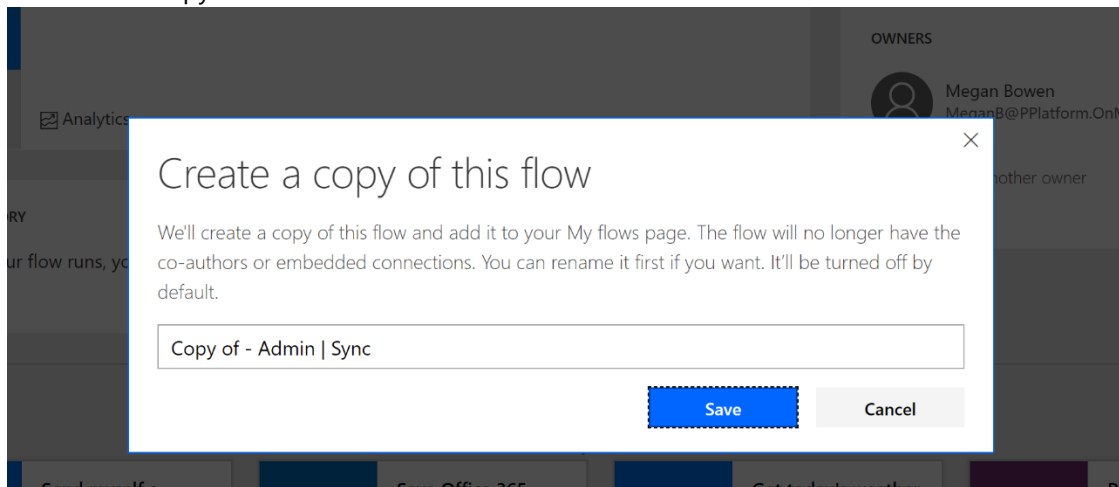 OWNERS
Megan Bowen
MeganB@PPlatform.OnM
Analytics
Create a copy of this flow
other owner
We'll create a copy of this flow and add it to your My flows page. The flow will no longer have the
ur flow runs, yo
co-authors or embedded connections. You can rename it first if you want. It'll be turned off by
default.
Copy of - Admin | Sync
Save
Cancel